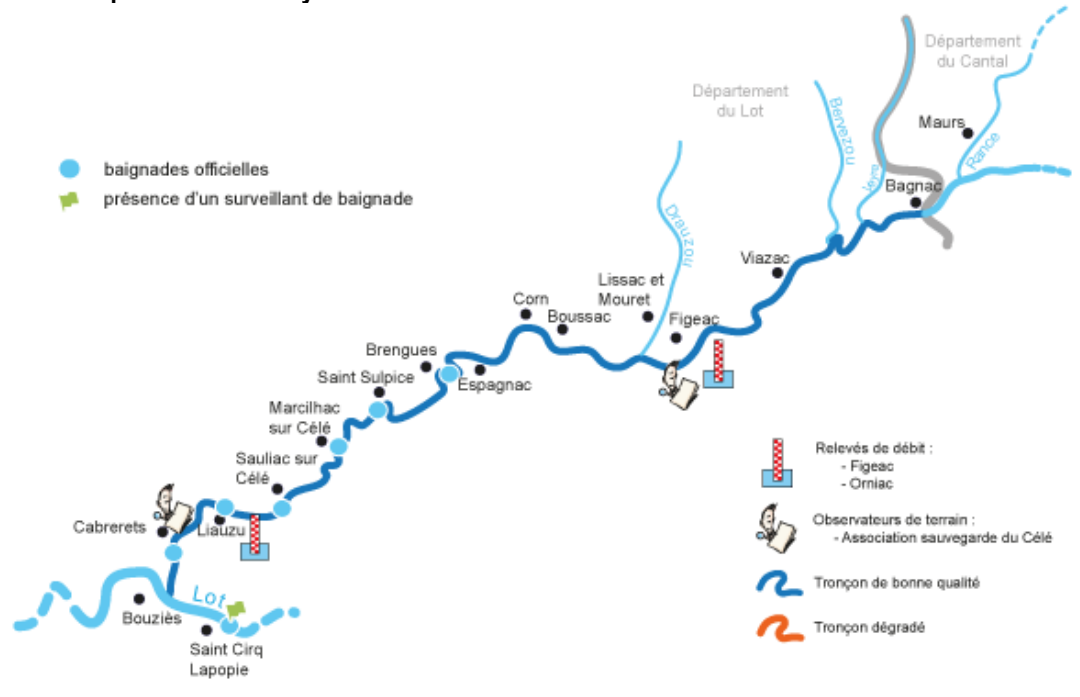 Département
du Cantal
Département
du Lot
Bervezou
Maurs
Rance
baignades officielles
Leyre
Bagnac
présence d'un surveillant de baignade
Drauzou
Viazac
Lissac et
Mouret
Corn
Boussac
Figeac
Brengues
Saint Sulpice
Espagnac
Marcilhac
sur Célé
Sauliac sur
Célé
Relevés de débit :
- Figeac
- Orniac
Cabrerets
Liauzu
Observateurs de terrain :
- Association sauvegarde du Célé
Tronçon de bonne qualité
Lot
Bouziès
Tronçon dégradé
Saint Cirq
Lapopie